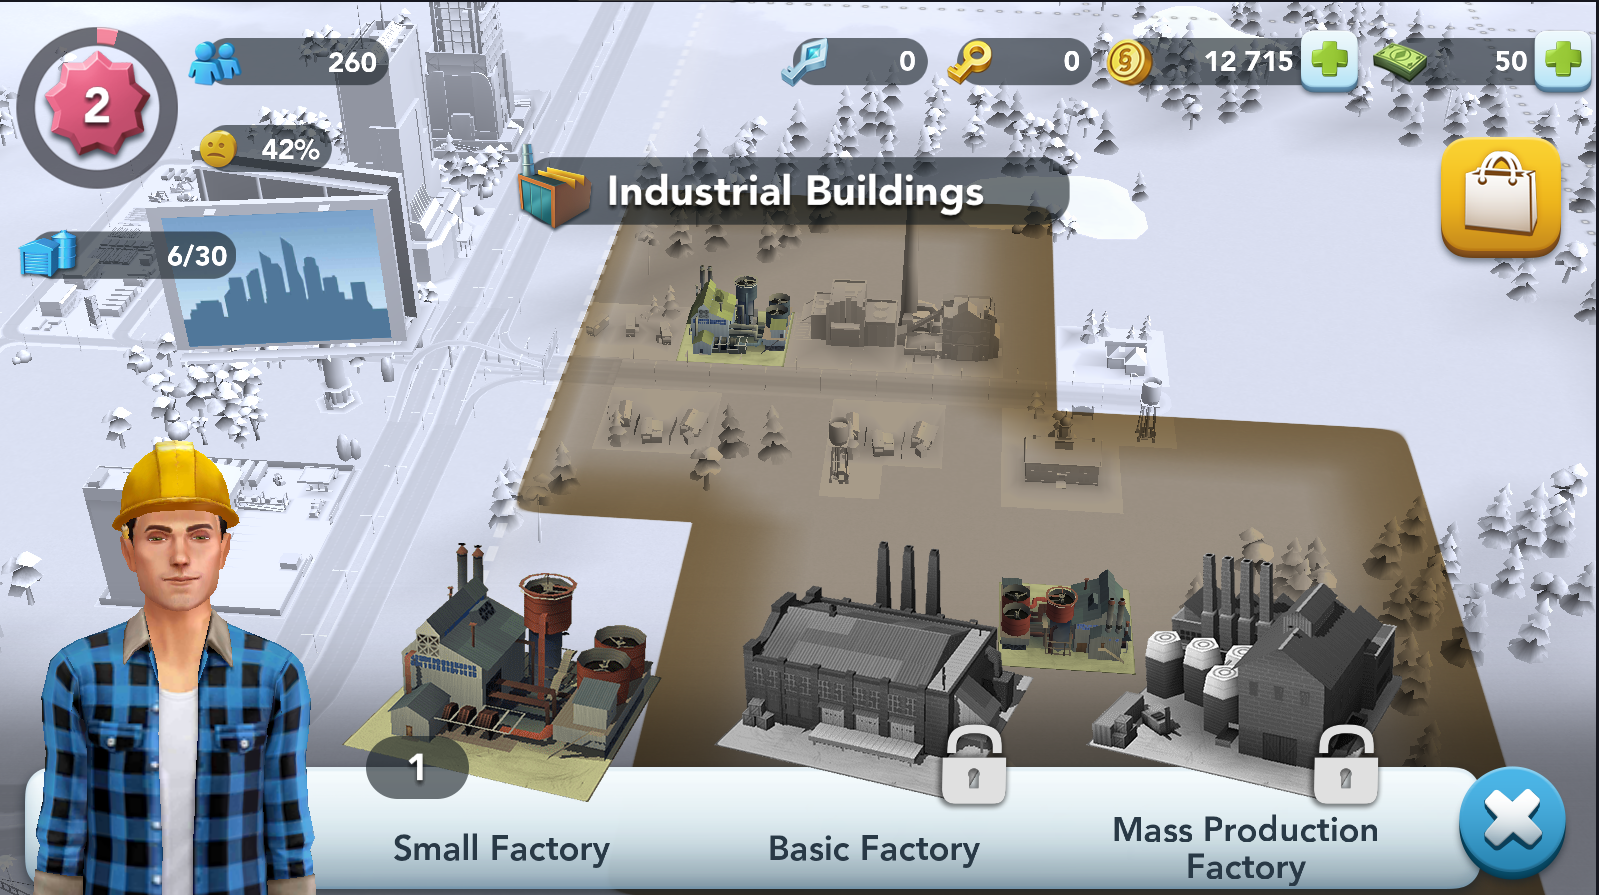 2
260
0
0
12 715
50
42%
Industrial Buildings
6/30
1
Small Factory
Basic Factory
Mass Production
Factory